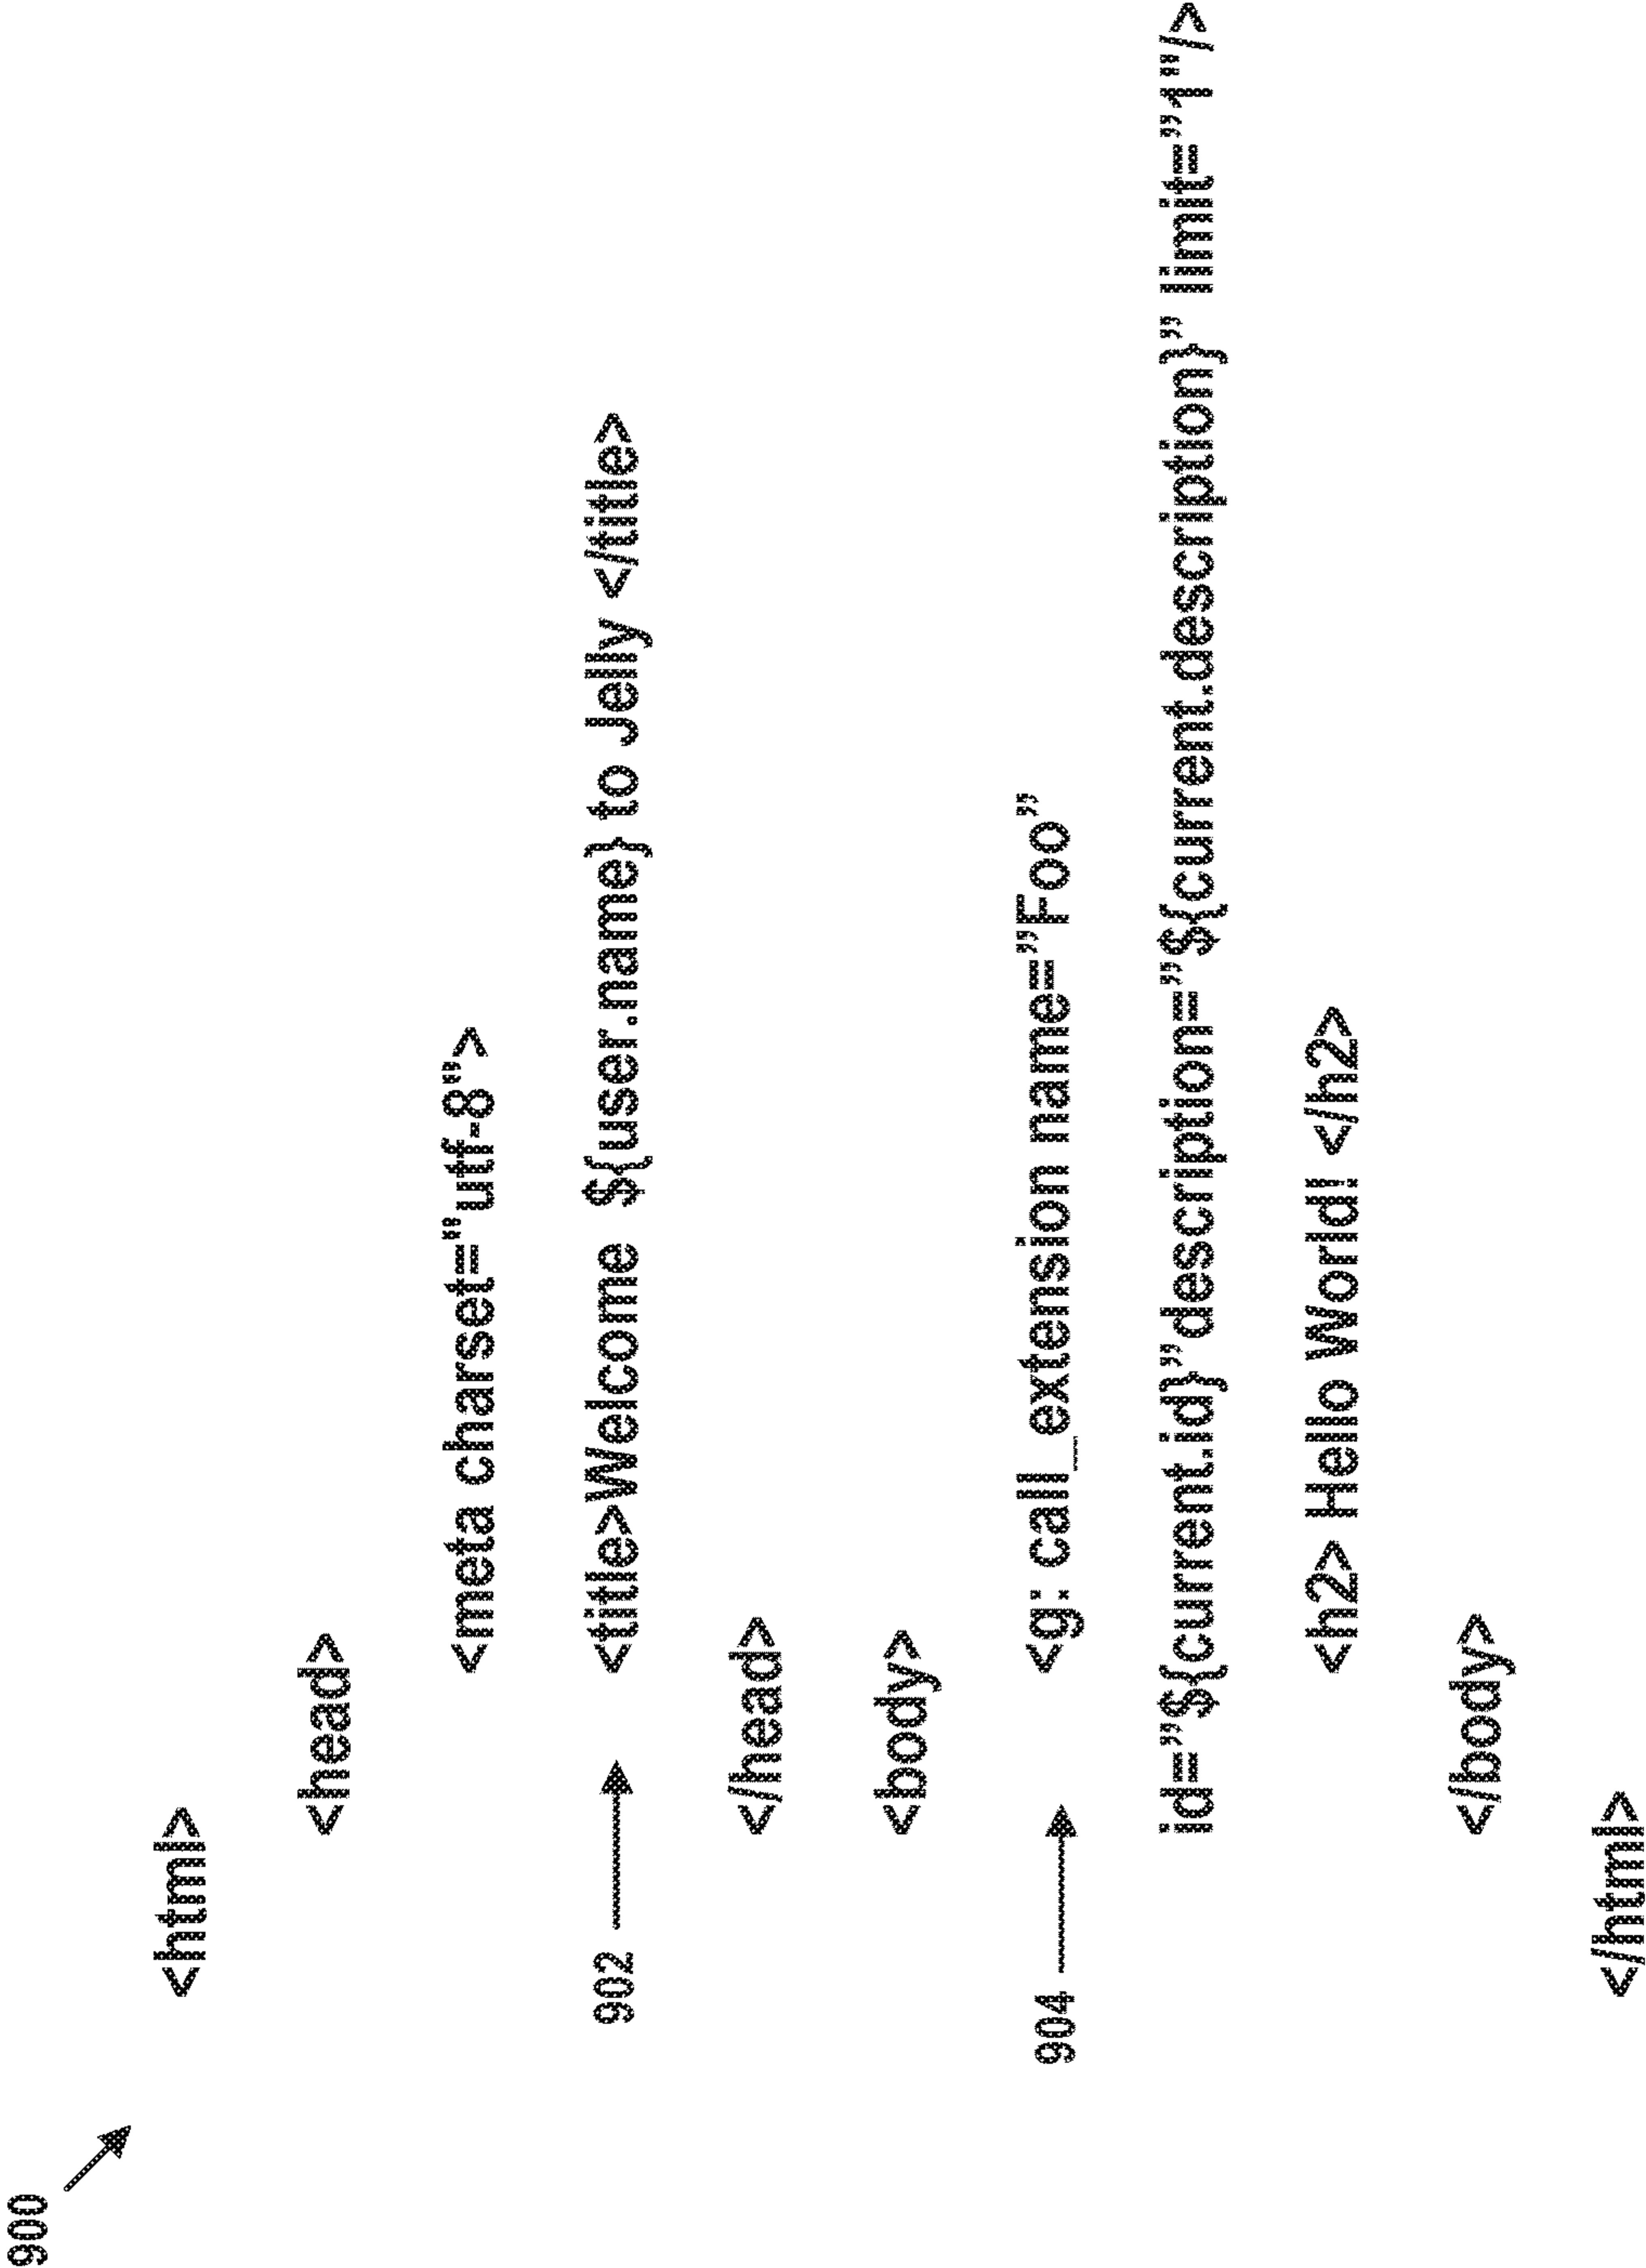 900
<html>
<head>
<meta charset="utf-8">
902 <title>Welcome ${user.name} to Jelly </title>
</head>
<body>
904 <g: call_extension name=”Foo”
id=”${current.id}”description=”${current.description}” limit=”1"/>
<h2> Hello World! </h2>
</body>
</html>